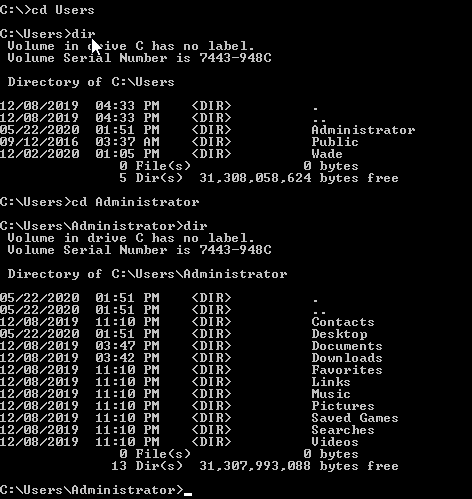 C:\>cd Users
C:\Users>dir
 Volume in drive C has no label.
 Volume Serial Number is 7443-948C
 Directory of C:\Users
12/08/2019  04:33 PM    <DIR>          .
12/08/2019  04:33 PM    <DIR>          ..
05/22/2020  01:51 PM    <DIR>          Administrator
09/12/2016  03:37 AM    <DIR>          Public
12/02/2020  01:05 PM    <DIR>          Wade
               0 File(s)              0 bytes
               5 Dir(s)  31,308,058,624 bytes free
C:\Users>cd Administrator
C:\Users\Administrator>dir
 Volume in drive C has no label.
 Volume Serial Number is 7443-948C
 Directory of C:\Users\Administrator
05/22/2020  01:51 PM    <DIR>          .
05/22/2020  01:51 PM    <DIR>          ..
12/08/2019  11:10 PM    <DIR>          Contacts
05/22/2020  01:51 PM    <DIR>          Desktop
12/08/2019  03:47 PM    <DIR>          Documents
12/08/2019  03:42 PM    <DIR>          Downloads
12/08/2019  11:10 PM    <DIR>          Favorites
12/08/2019  11:10 PM    <DIR>          Links
12/08/2019  11:10 PM    <DIR>          Music
12/08/2019  11:10 PM    <DIR>          Pictures
12/08/2019  11:10 PM    <DIR>          Saved Games
12/08/2019  11:10 PM    <DIR>          Searches
12/08/2019  11:10 PM    <DIR>          Videos
               0 File(s)              0 bytes
              13 Dir(s)  31,307,993,088 bytes free
C:\Users\Administrator>_